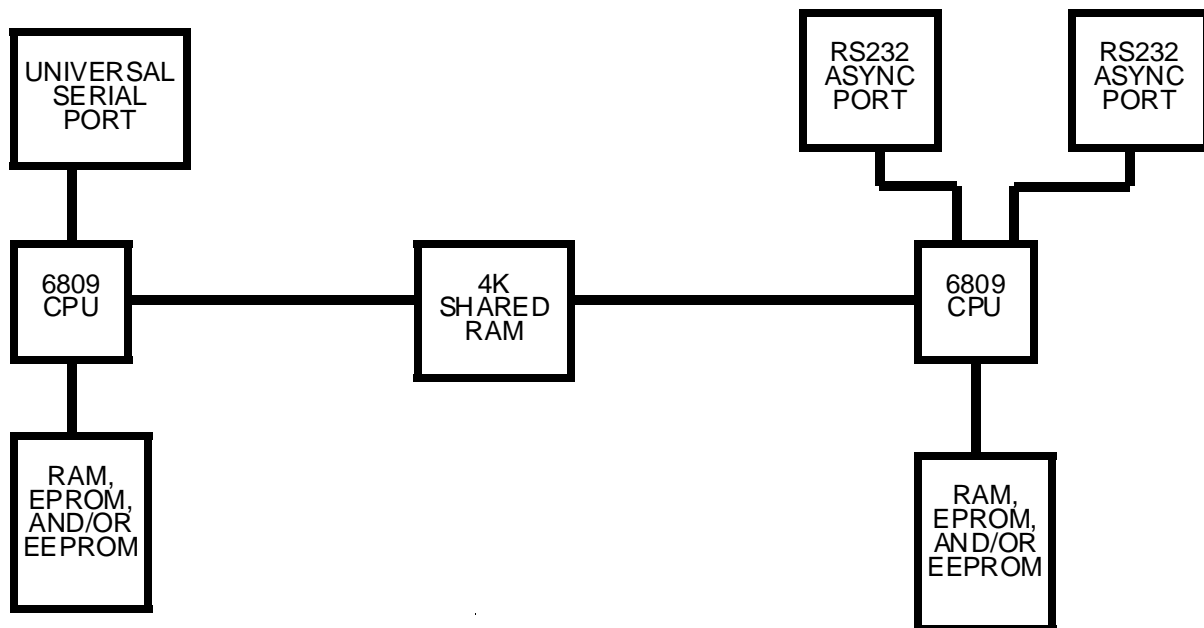 UNIVERSAL
SERIAL
PORT
RS232
ASYNC
PORT
RS232
ASYNC
PORT
6809
CPU
4K
SHARED
RAM
6809
CPU
RAM,
EPROM,
AND/OR
EEPROM
RAM,
EPROM,
AND/OR
EEPROM